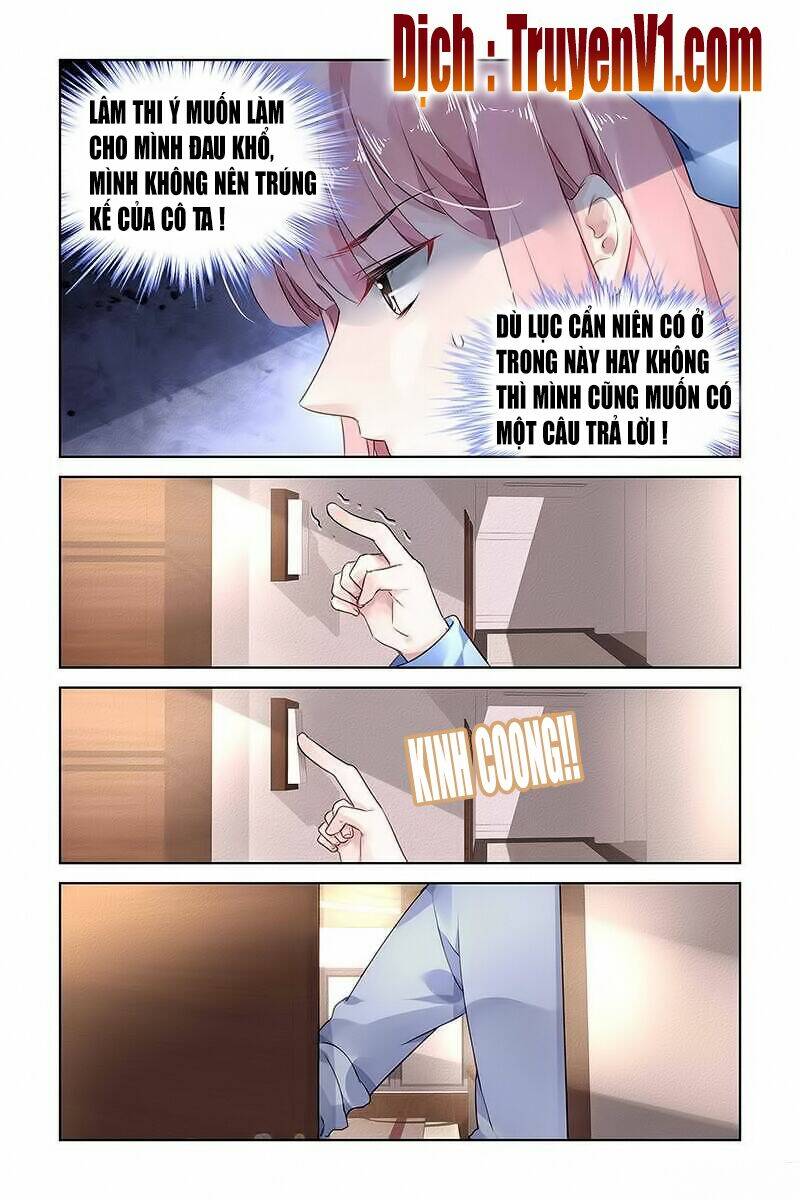 Dịch : TruyenV1.com
LÂM THI Ý MUỐN LÀM
CHO MÌNH ĐAU KHỔ,
MÌNH KHÔNG NÊN TRÚNG
KẾ CỦA CÔ TA !
DÙ LỤC CẨN NIÊN CÓ Ở
TRONG NÀY HAY KHÔNG
THÌ MÌNH CŨNG MUỐN CÓ
MỘT CÂU TRẢ LỜI !
KINH COONG!!